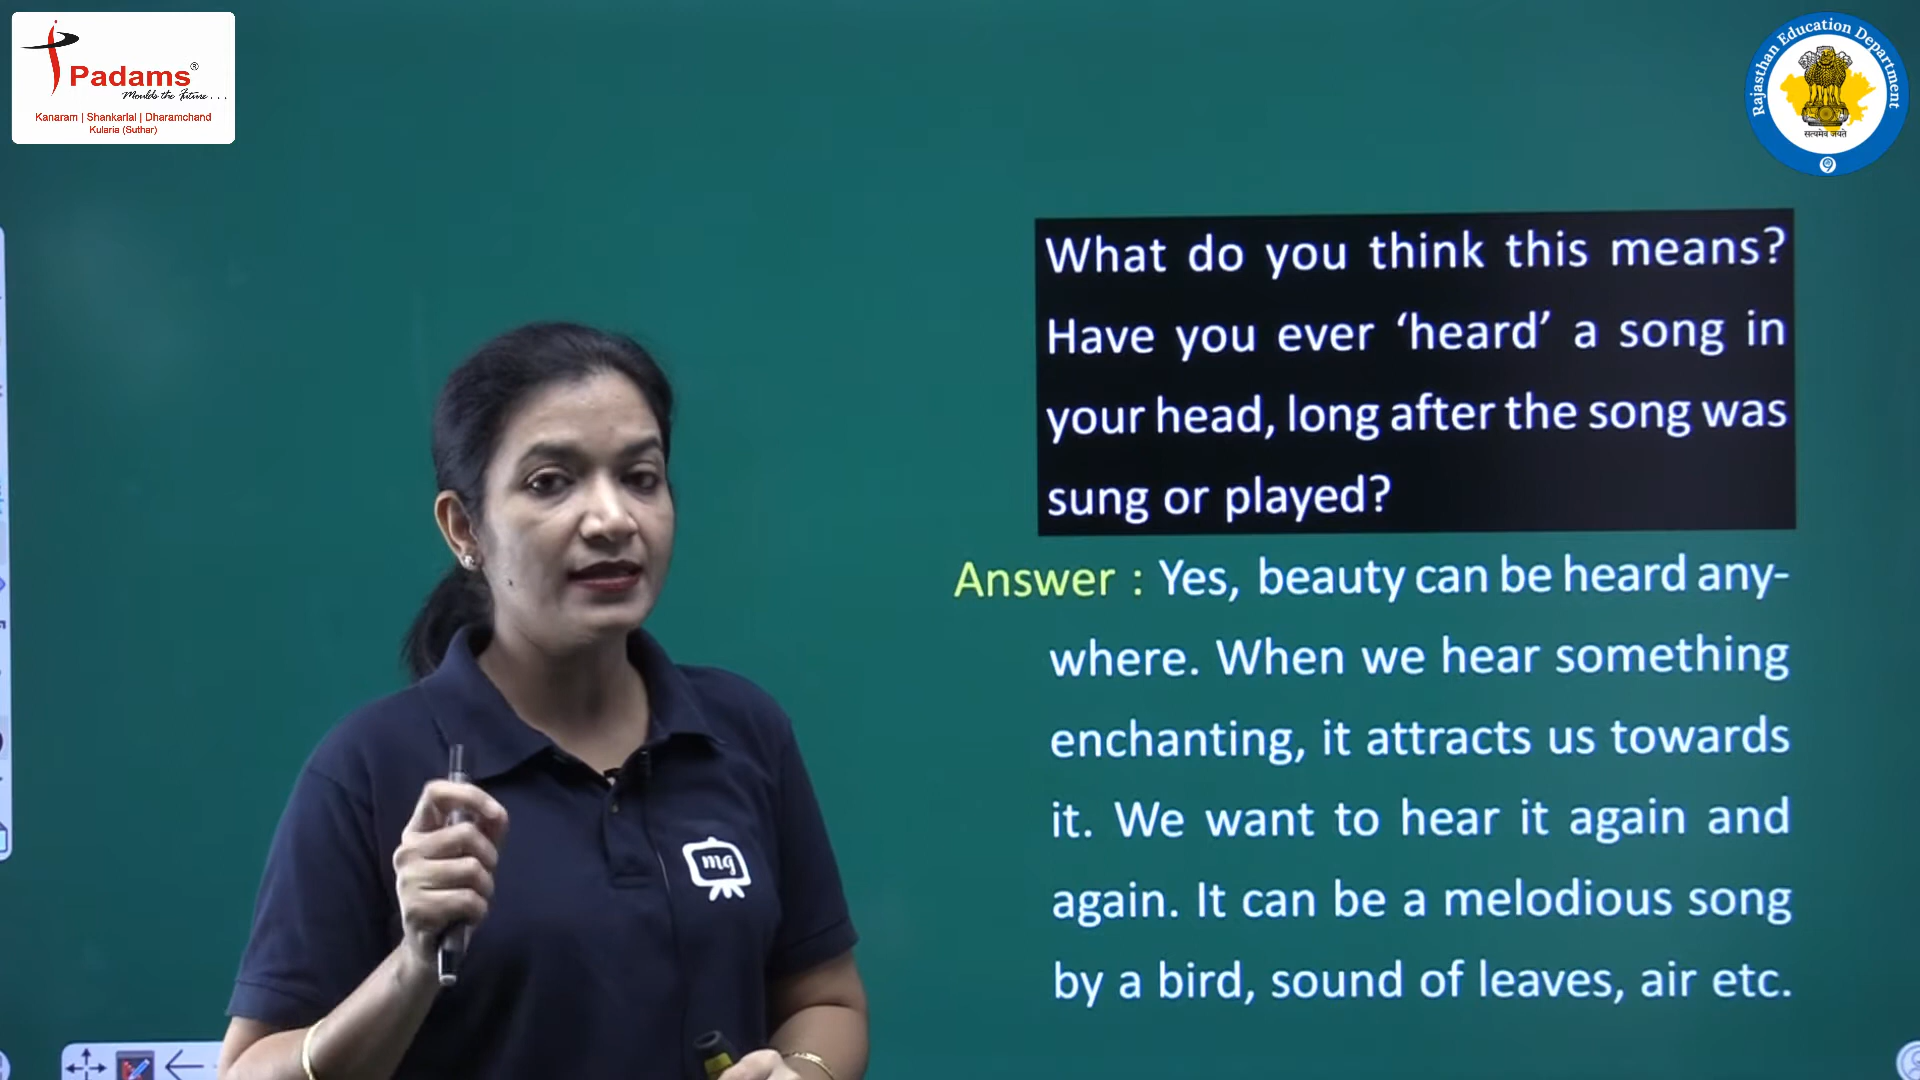 Padams®
Moulds the Future...
Kanaram | Shankarlal | Dharamchand
Kularia (Suthar)
Rajasthan Education Department
सत्यमेव जयते
What do you think this means?
Have you ever ‘heard’ a song in
your head, long after the song was
sung or played?
Answer : Yes, beauty can be heard any-
where. When we hear something
enchanting, it attracts us towards
it. We want to hear it again and
again. It can be a melodious song
by a bird, sound of leaves, air etc.
mg